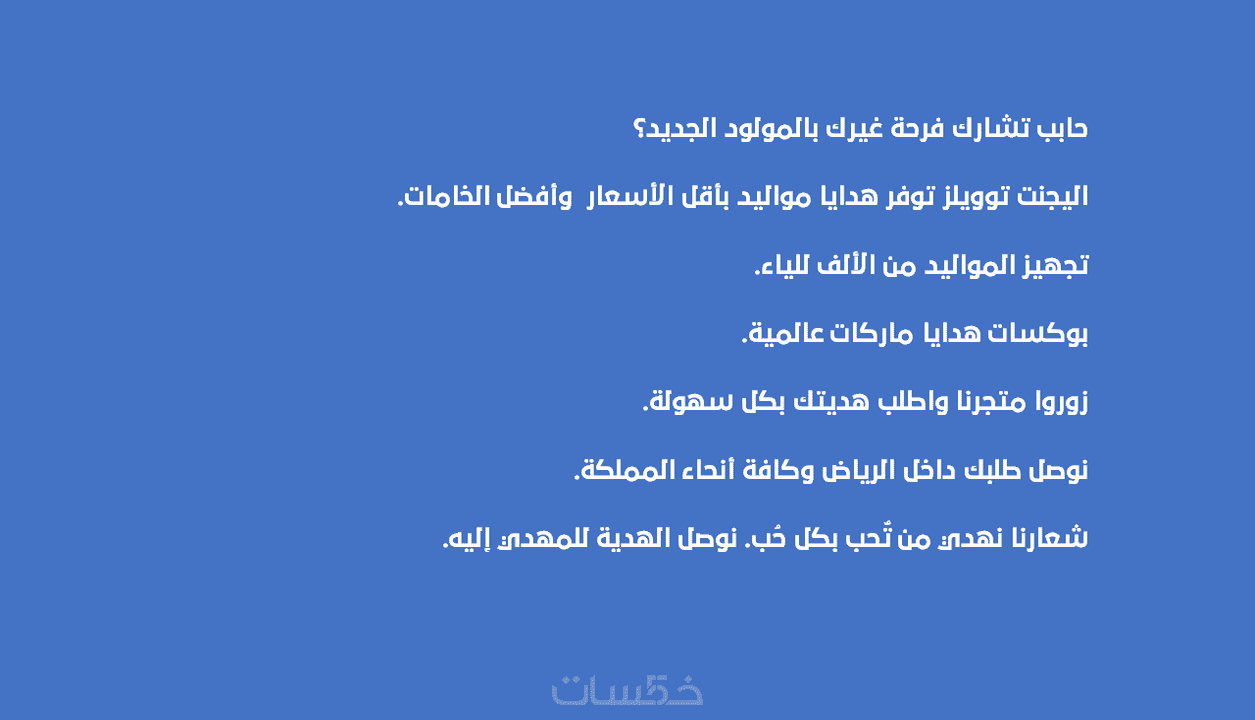 حابب تشارك فرحة غيرك بالمولود الجديد؟
اليجنت توويلز توفر هدايا مواليد بأقل الأسعار  وأفضل الخامات.
تجهيز المواليد من الألف للياء.
بوكسات هدايا ماركات عالمية.
زوروا متجرنا واطلب هديتك بكل سهولة.
نوصل طلبك داخل الرياض وكافة أنحاء المملكة.
شعارنا نهدي من تٌحب بكل حُب. نوصل الهدية للمهدي إليه.
خمسات